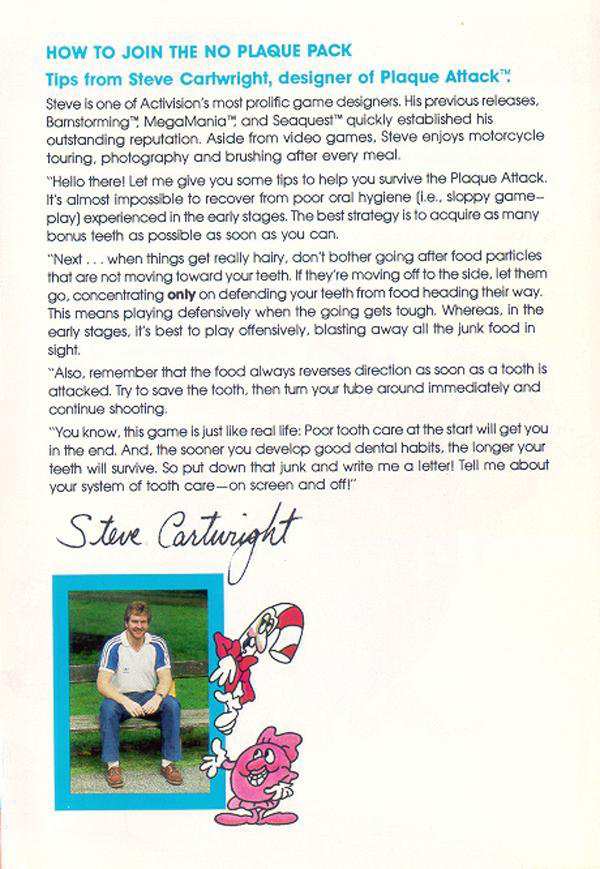 HOW TO JOIN THE NO PLAQUE PACK
Tips from Steve Cartwright, designer of Plaque Attack™.
Steve is one of Activision's most prolific game designers. His previous releases,
Barnstorming™, MegaMania™, and Seaquest™ quickly established his
outstanding reputation. Aside from video games, Steve enjoys motorcycle
touring, photography and brushing after every meal.
"Hello there! Let me give you some tips to help you survive the Plaque Attack.
It's almost impossible to recover from poor oral hygiene (i.e., sloppy game–
play) experienced in the early stages. The best strategy is to acquire as many
bonus teeth as possible as soon as you can.
"Next . . . when things get really hairy, don't bother going after food particles
that are not moving toward your teeth. If they're moving off to the side, let them
go, concentrating only on defending your teeth from food heading their way.
This means playing defensively when the going gets tough. Whereas, in the
early stages, it's best to play offensively, blasting away all the junk food in
sight.
"Also, remember that the food always reverses direction as soon as a tooth is
attacked. Try to save the tooth, then turn your tube around immediately and
continue shooting.
"You know, this game is just like real life: Poor tooth care at the start will get you
in the end. And, the sooner you develop good dental habits, the longer your
teeth will survive. So put down that junk and write me a letter! Tell me about
your system of tooth care—on screen and off!"
Steve Cartwright